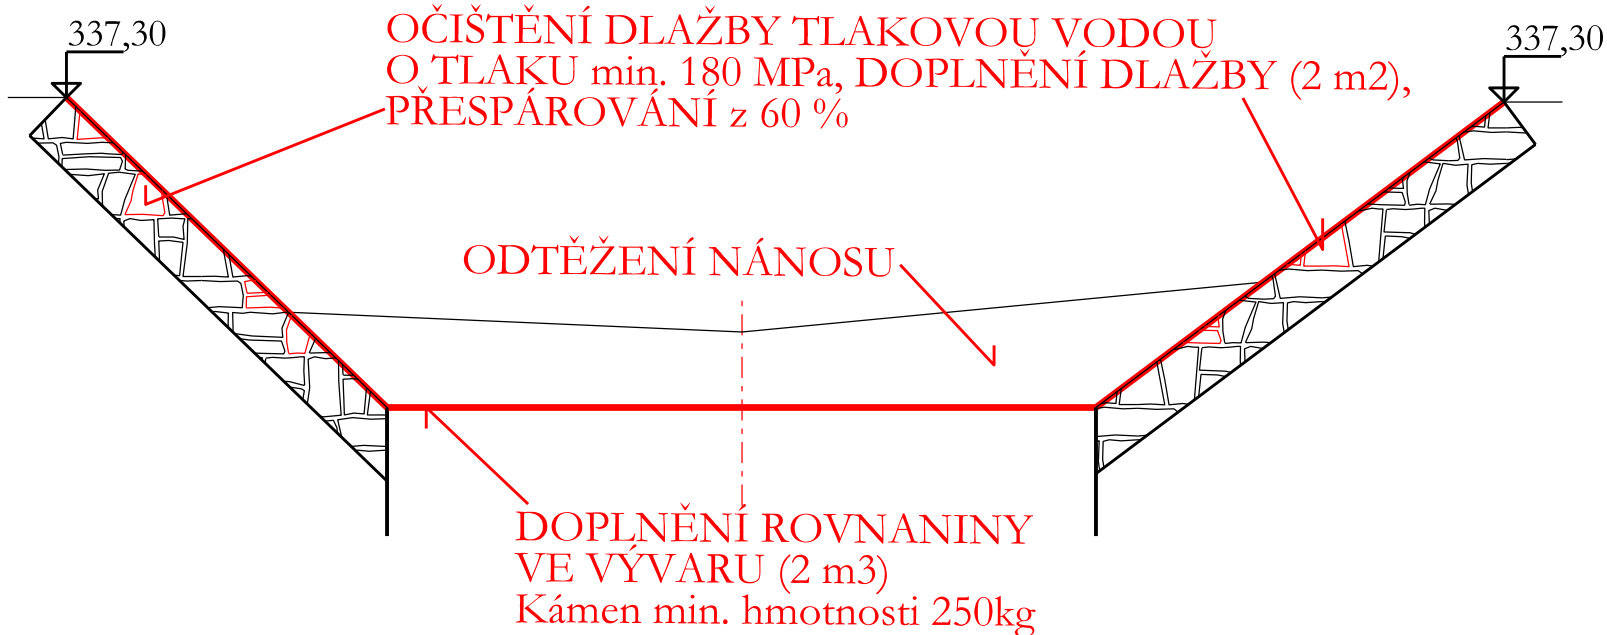 337,30
OČIŠTĚNÍ DLAŽBY TLAKOVOU VODOU
O TLAKU min. 180 MPa, DOPLNĚNÍ DLAŽBY (2 m2),
PŘESPÁROVÁNÍ z 60 %
337,30
ODTĚŽENÍ NÁNOSU
DOPLNĚNÍ ROVNANINY
VE VÝVARU (2 m3)
Kámen min. hmotnosti 250kg